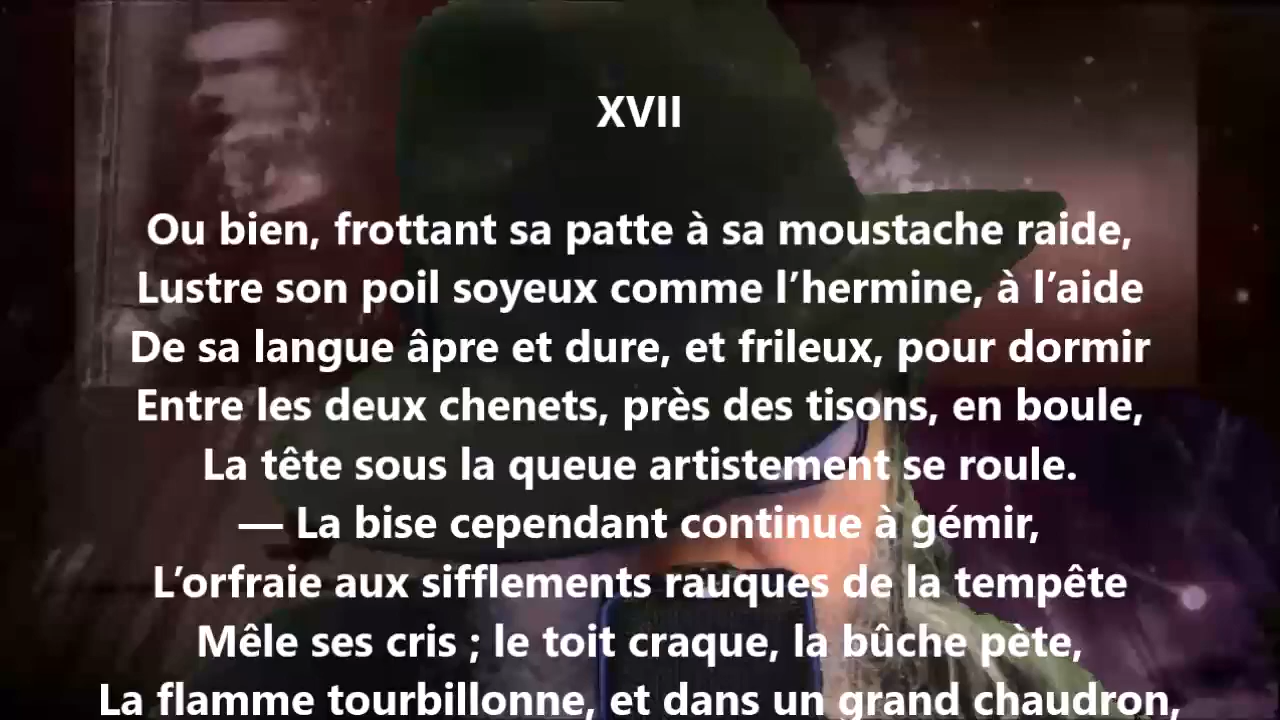 XVII
Ou bien, frottant sa patte à sa moustache raide,
Lustre son poil soyeux comme l’hermine, à l’aide
De sa langue âpre et dure, et frileux, pour dormir
Entre les deux chenets, près des tisons, en boule,
La tête sous la queue artistement se roule.
— La bise cependant continue à gémir,
L’orfraie aux sifflements rauques de la tempête
Mêle ses cris ; le toit craque, la bûche pète,
La flamme tourbillonne, et dans un grand chaudron,